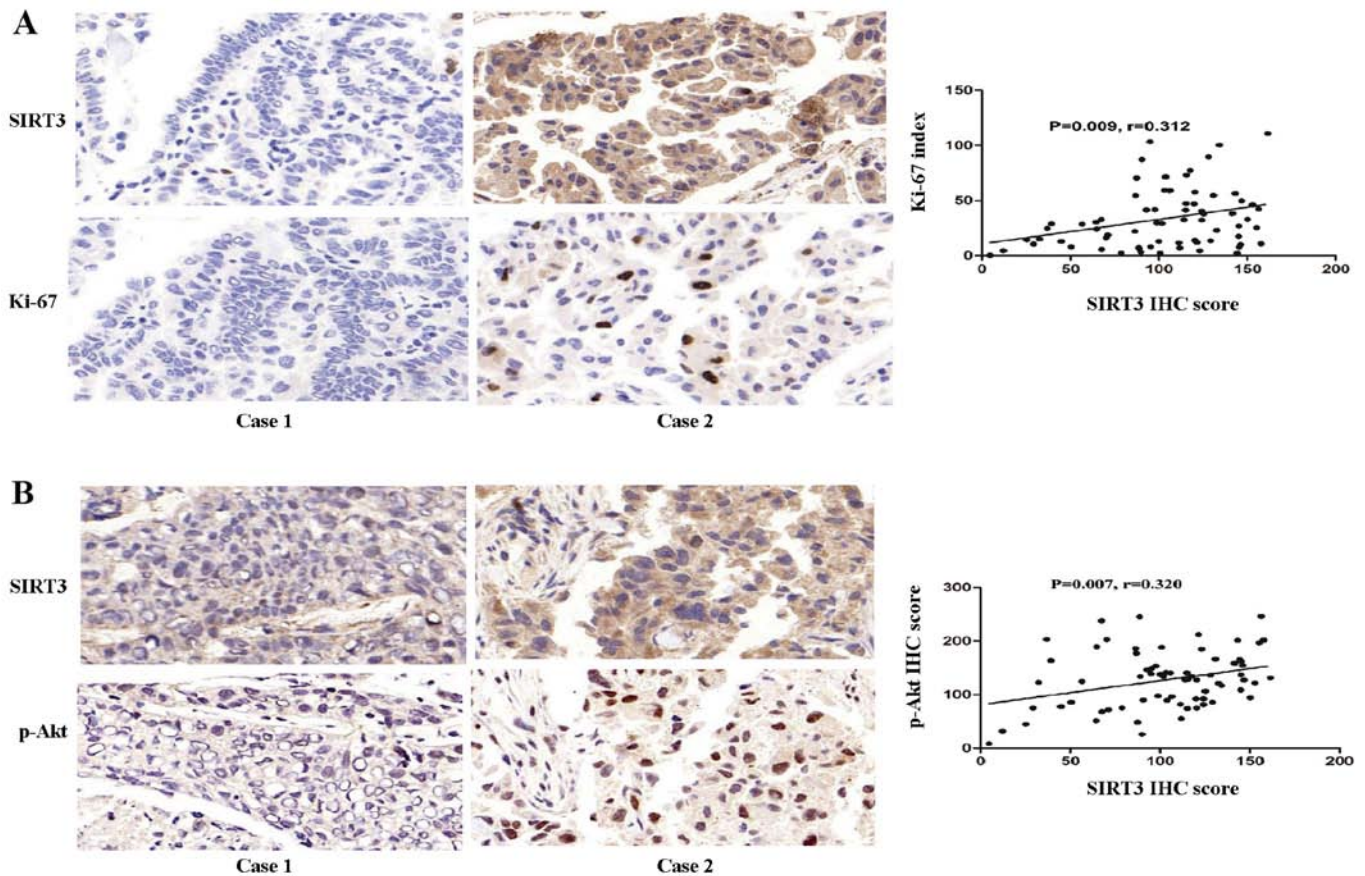 A
SIRT3
Ki-67
Case 1
Case 2
P=0.009, r=0.312
Ki-67 index
150
100
50
0
0
50
100
150
200
SIRT3 IHC score
B
SIRT3
p-Akt
Case 1
Case 2
P=0.007, r=0.320
p-Akt IHC score
300
200
100
0
0
50
100
150
200
SIRT3 IHC score